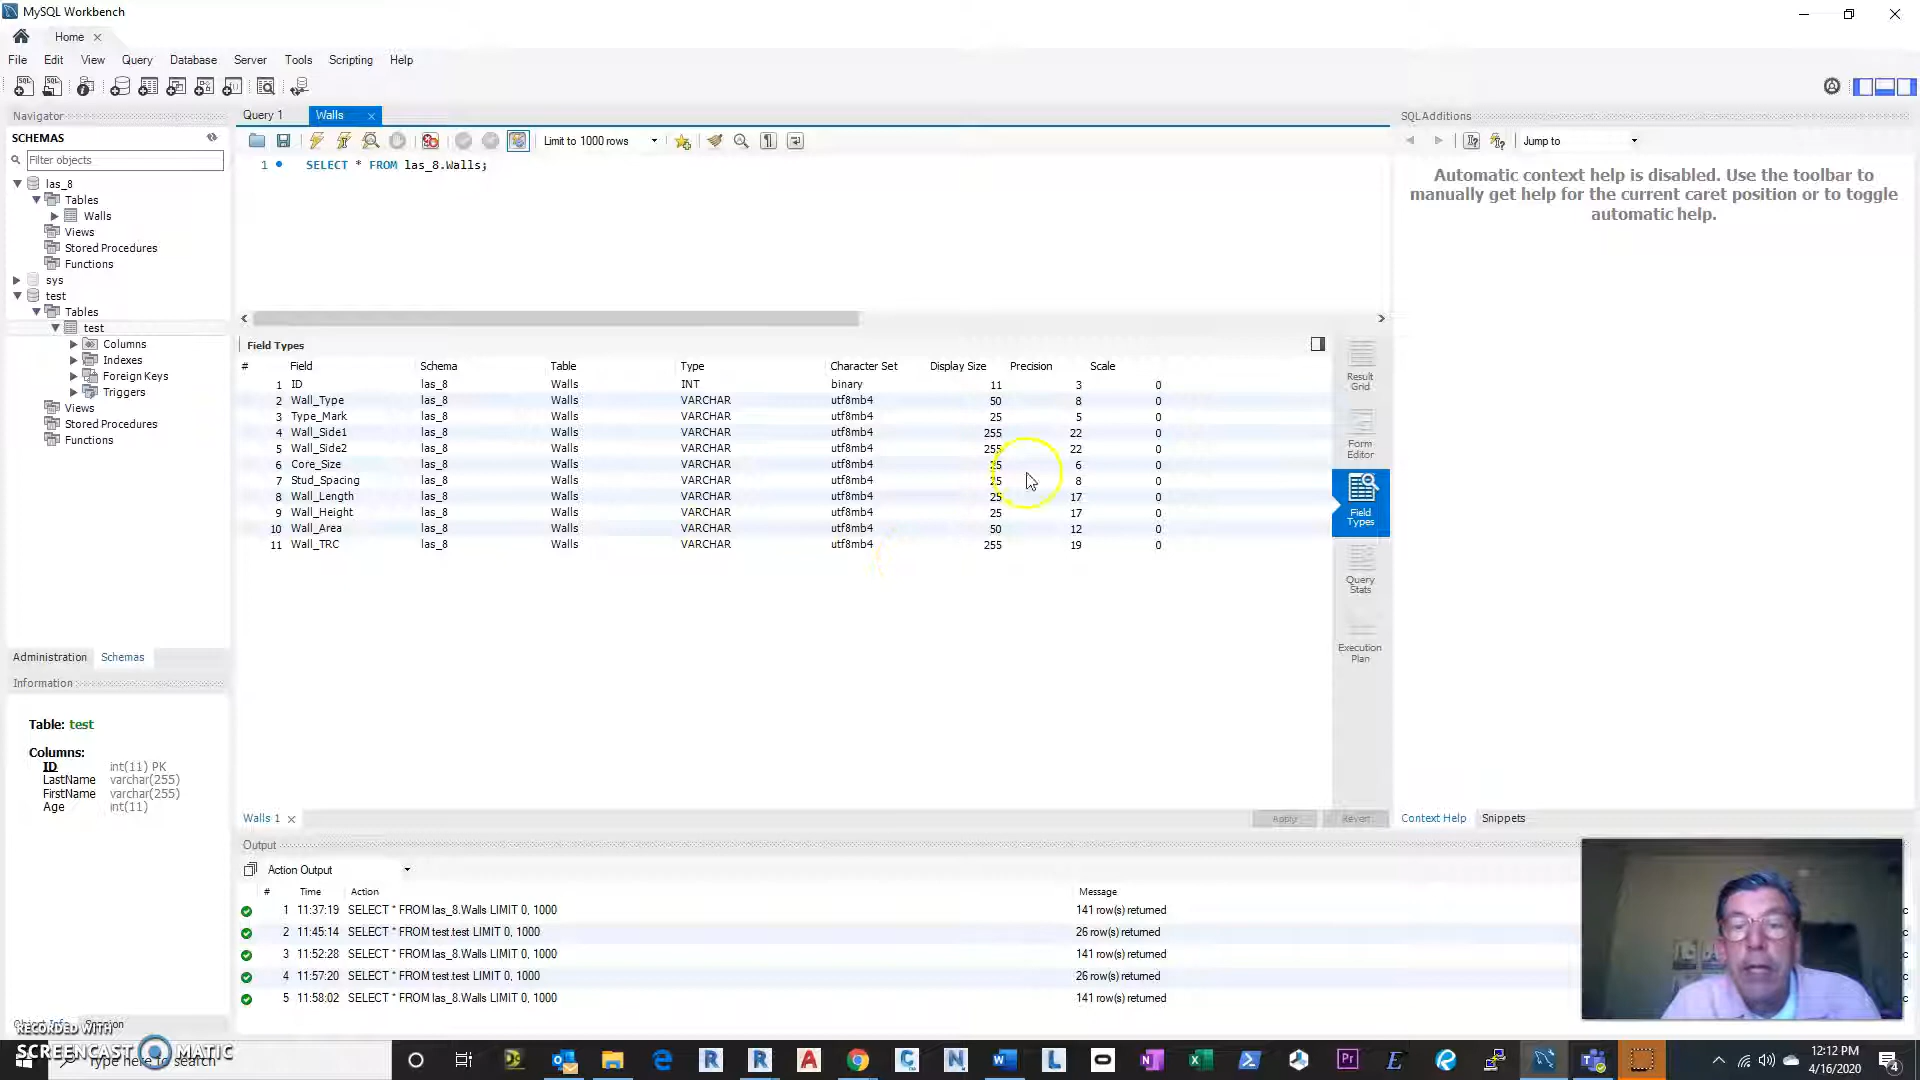 MySQL Workbench
Home
File Edit View Query Database Server Tools Scripting Help
Navigator
SCHEMAS
Filter objects
las_8
Tables
Walls
Views
Stored Procedures
Functions
sys
test
Tables
test
Columns
Indexes
Foreign Keys
Triggers
Views
Stored Procedures
Functions
Administration Schemas
Information
Table: test
Columns:
ID int(11) PK
LastName varchar(255)
FirstName varchar(255)
Age int(11)
Object Info Session
Query 1 Walls
Limit to 1000 rows
1 SELECT * FROM las_8.Walls;
Field Types
# Field Schema Table Type Character Set Display Size Precision Scale
1 ID las_8 Walls INT binary 11 3 0
2 Wall_Type las_8 Walls VARCHAR utf8mb4 50 8 0
3 Type_Mark las_8 Walls VARCHAR utf8mb4 25 5 0
4 Wall_Side1 las_8 Walls VARCHAR utf8mb4 255 22 0
5 Wall_Side2 las_8 Walls VARCHAR utf8mb4 255 22 0
6 Core_Size las_8 Walls VARCHAR utf8mb4 25 6 0
7 Stud_Spacing las_8 Walls VARCHAR utf8mb4 25 8 0
8 Wall_Length las_8 Walls VARCHAR utf8mb4 25 17 0
9 Wall_Height las_8 Walls VARCHAR utf8mb4 25 17 0
10 Wall_Area las_8 Walls VARCHAR utf8mb4 50 12 0
11 Wall_TRC las_8 Walls VARCHAR utf8mb4 255 19 0
Result
Grid
Form
Editor
Field
Types
Query
Stats
Execution
Plan
Walls 1
Apply Revert
Output
Action Output
# Time Action Message
1 11:37:19 SELECT * FROM las_8.Walls LIMIT 0, 1000 141 row(s) returned
2 11:45:14 SELECT * FROM test.test LIMIT 0, 1000 26 row(s) returned
3 11:52:28 SELECT * FROM las_8.Walls LIMIT 0, 1000 141 row(s) returned
4 11:57:20 SELECT * FROM test.test LIMIT 0, 1000 26 row(s) returned
5 11:58:02 SELECT * FROM las_8.Walls LIMIT 0, 1000 141 row(s) returned
SQLAdditions
Jump to
Automatic context help is disabled. Use the toolbar to
manually get help for the current caret position or to toggle
automatic help.
Context Help Snippets
RECORDED WITH
SCREENCAST MATIC
Type here to search
12:12 PM
4/16/2020
4